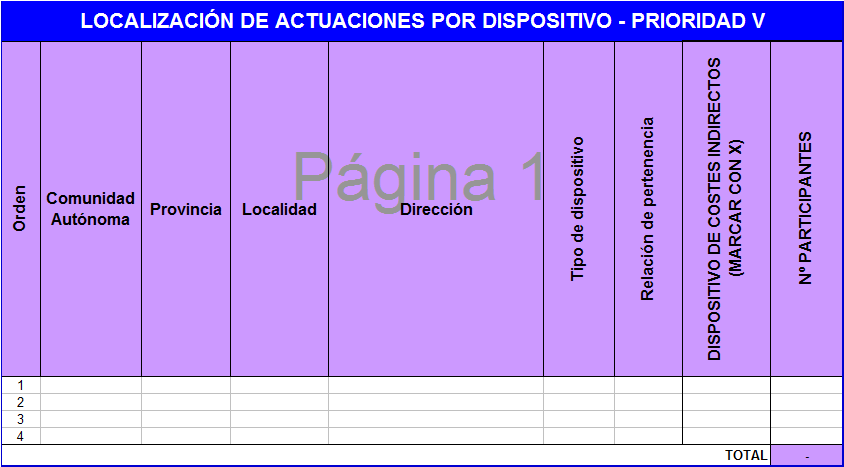 LOCALIZACIÓN DE ACTUACIONES POR DISPOSITIVO - PRIORIDAD V
Orden
Comunidad
Autónoma
Provincia
Localidad
Dirección
Tipo de dispositivo
Relación de pertenencia
DISPOSITIVO DE COSTES INDIRECTOS
(MARCAR CON X)
Nº PARTICIPANTES
Página 1
1
2
3
4
TOTAL -